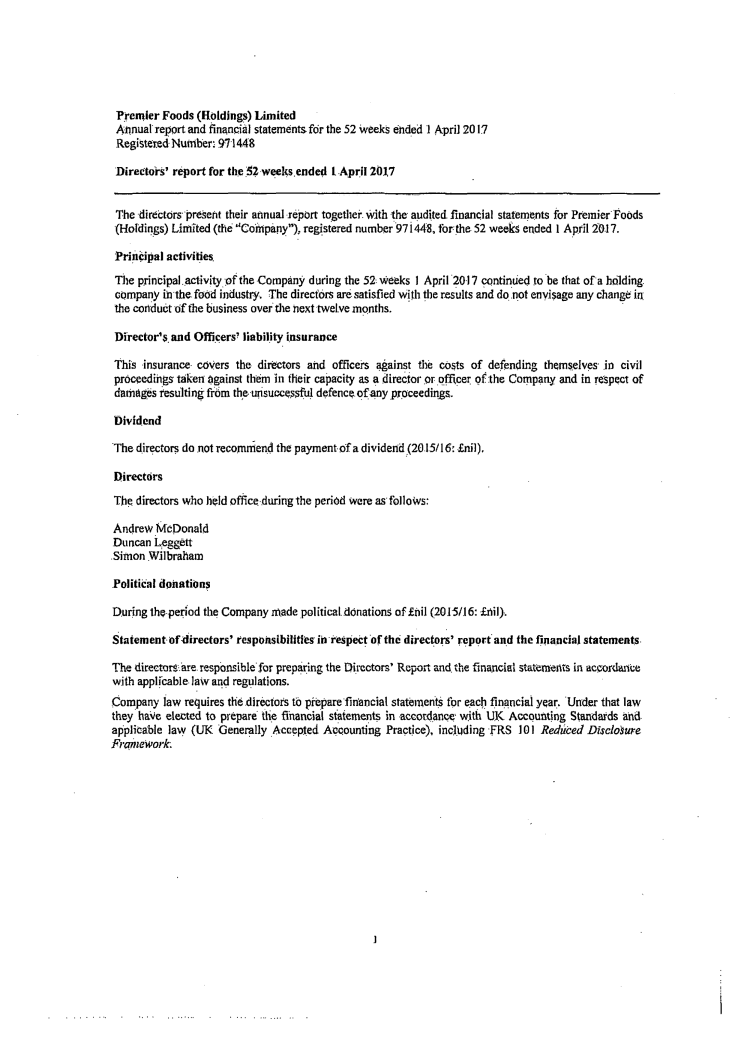 Premier Foods (Holdings) Limited
Annual report and financial statements for the 52 weeks ended 1 April 2017
Registered Number: 971448
Directors' report for the 52 weeks ended 1 April 2017
The directors present their annual report together with the audited financial statements for Premier Foods
(Holdings) Limited (the "Company"), registered number 971448, for the 52 weeks ended 1 April 2017.
Principal activities
The principal activity of the Company during the 52 weeks 1 April 2017 continued to be that of a holding
company in the food industry. The directors are satisfied with the results and do not envisage any change in
the conduct of the business over the next twelve months.
Director's and Officers' liability insurance
This insurance covers the directors and officers against the costs of defending themselves in civil
proceedings taken against them in their capacity as a director or officer of the Company and in respect of
damages resulting from the unsuccessful defence of any proceedings.
Dividend
The directors do not recommend the payment of a dividend (2015/16: £nil).
Directors
The directors who held office during the period were as follows:
Andrew McDonald
Duncan Leggett
Simon Wilbraham
Political donations
During the period the Company made political donations of £nil (2015/16: £nil).
Statement of directors' responsibilities in respect of the directors' report and the financial statements
The directors are responsible for preparing the Directors' Report and the financial statements in accordance
with applicable law and regulations.
Company law requires the directors to prepare financial statements for each financial year. Under that law
they have elected to prepare the financial statements in accordance with UK Accounting Standards and
applicable law (UK Generally Accepted Accounting Practice), including FRS 101 Reduced Disclosure
Framework.
1